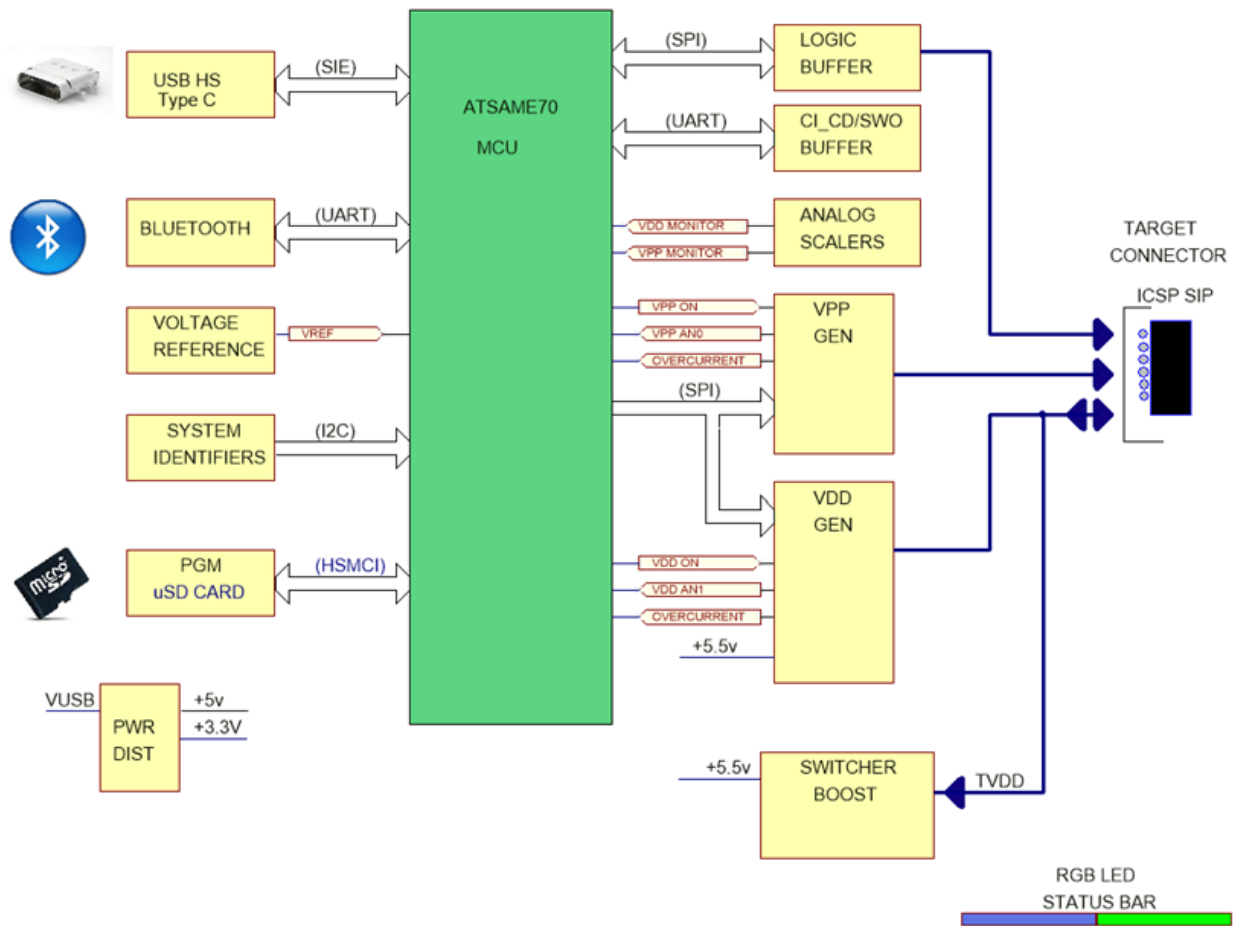 USB HS
Type C
(SIE)
BLUETOOTH
(UART)
VOLTAGE
REFERENCE
VREF
SYSTEM
IDENTIFIERS
(I2C)
micro
SD
PGM
uSD CARD
(HSMCI)
VUSB
PWR
DIST
+5v
+3.3V
ATSAME70
MCU
(SPI)
LOGIC
BUFFER
(UART)
CI_CD/SWO
BUFFER
VDD MONITOR
VPP MONITOR
ANALOG
SCALERS
VPP ON
VPP AN0
OVERCURRENT
(SPI)
VPP
GEN
VDD
GEN
VDD ON
VDD AN1
OVERCURRENT
+5.5v
+5.5v
SWITCHER
BOOST
TVDD
TARGET
CONNECTOR
ICSP SIP
RGB LED
STATUS BAR